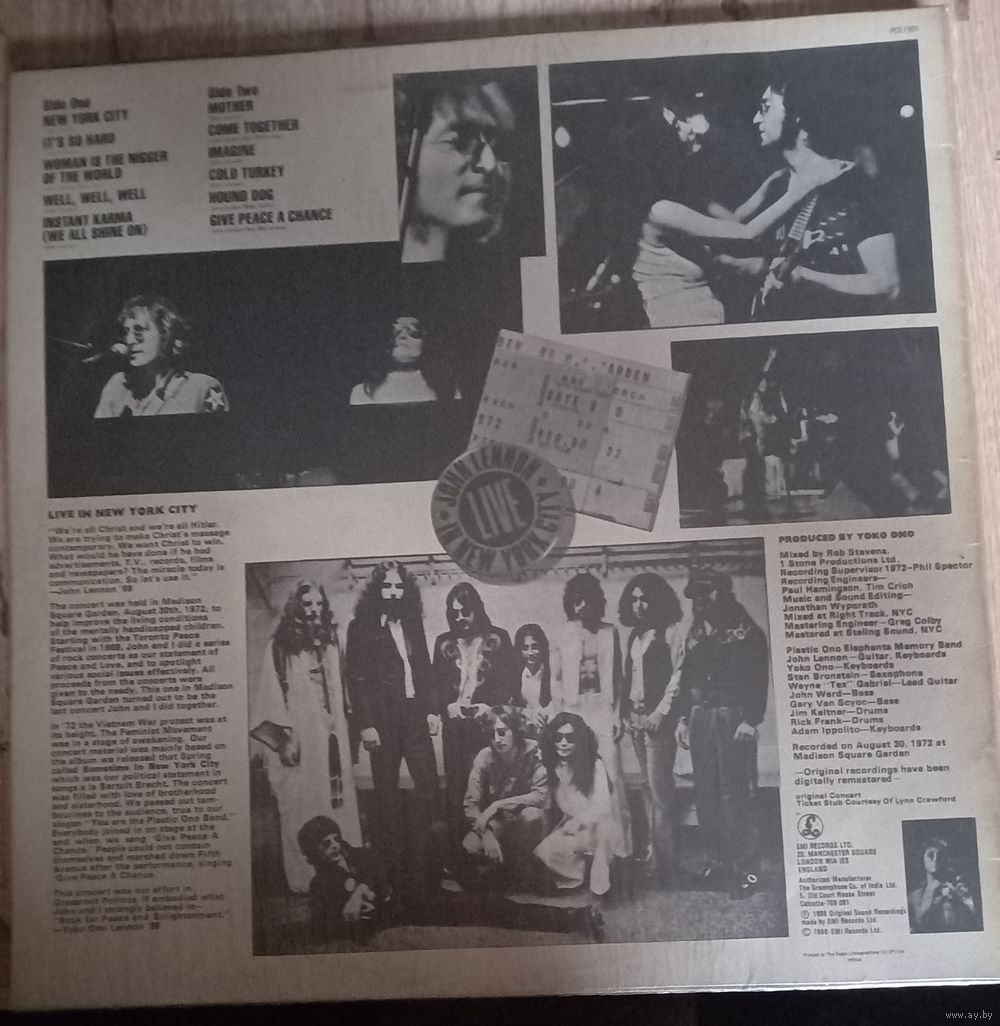 PCS 7301
Side One
NEW YORK CITY
IT'S SO HARD
WOMAN IS THE NIGGER
OF THE WORLD
WELL, WELL, WELL
INSTANT KARMA
(WE ALL SHINE ON)
Side Two
MOTHER
COME TOGETHER
IMAGINE
COLD TURKEY
HOUND DOG
GIVE PEACE A CHANCE
GARDEN
GATE
$10.00
22
JOHN LENNON
LIVE
IN NEW YORK CITY
LIVE IN NEW YORK CITY
"We're all Christ and we're all Hitler.
We are trying to make Christ's message
contemporary. We want Christ to win.
What would he have done if he had
advertisements, T.V., records, films
and newspapers? The miracle today is
communication. So let's use it."
—John Lennon '69
The concert was held in Madison
Square Garden, August 30th, 1972, to
help improve the living conditions
of the mentally handicapped children.
Starting with the Toronto Peace
Festival in 1969, John and I did a series
of rock concerts as our statement of
Peace and Love, and to spotlight
various social issues effectively. All
proceeds from the concerts were
given to the needy. This one in Madison
Square Garden turned out to be the
last concert John and I did together.
In '72 the Vietnam War protest was at
its height. The Feminist Movement
was in a stage of awakening. Our
concert material was mainly based on
the album we released that Spring
called Sometime In New York City
which was our political statement in
songs a la Bertolt Brecht. The concert
was filled with love of brotherhood
and sisterhood. We passed out tam-
bourines to the audience, true to our
slogan "You are the Plastic Ono Band."
Everybody joined in on stage at the
end when we sang 'Give Peace A
Chance.' People could not contain
themselves and marched down Fifth
Avenue after the performance, singing
'Give Peace A Chance.'
This concert was our effort in
Grassroot Politics. It embodied what
John and I strongly believed in—
"Rock for Peace and Enlightenment."
—Yoko Ono Lennon
PRODUCED BY YOKO ONO
Mixed by Rob Stevens,
1 Stone Productions Ltd.
Recording Supervisor 1972—Phil Spector
Recording Engineers—
Paul Hamingson, Tim Crich
Music and Sound Editing—
Jonathan Wyporath
Mixed at Right Track, NYC
Mastering Engineer—Greg Calby
Mastered at Staling Sound, NYC
Plastic Ono Elephants Memory Band
John Lennon—Guitar, Keyboards
Yoko Ono—Keyboards
Stan Bronstein—Saxophone
Wayne "Tex" Gabriel—Lead Guitar
John Ward—Bass
Gary Van Scyoc—Bass
Jim Keltner—Drums
Rick Frank—Drums
Adam Ippolito—Keyboards
Recorded on August 30, 1972 at
Madison Square Garden
—Original recordings have been
digitally remastered—
original Concert
Ticket Stub Courtesy Of Lynn Crawford
EMI RECORDS LTD.
20, MANCHESTER SQUARE
LONDON WIA IES
ENGLAND
Authorized Manufacturer
The Gramophone Co. of India Ltd.
5, Old Court House Street
Calcutta-700 001
Ⓟ 1986 Original Sound Recordings
made by EMI Records Ltd.
© 1986 EMI Records Ltd.
www.ay.by